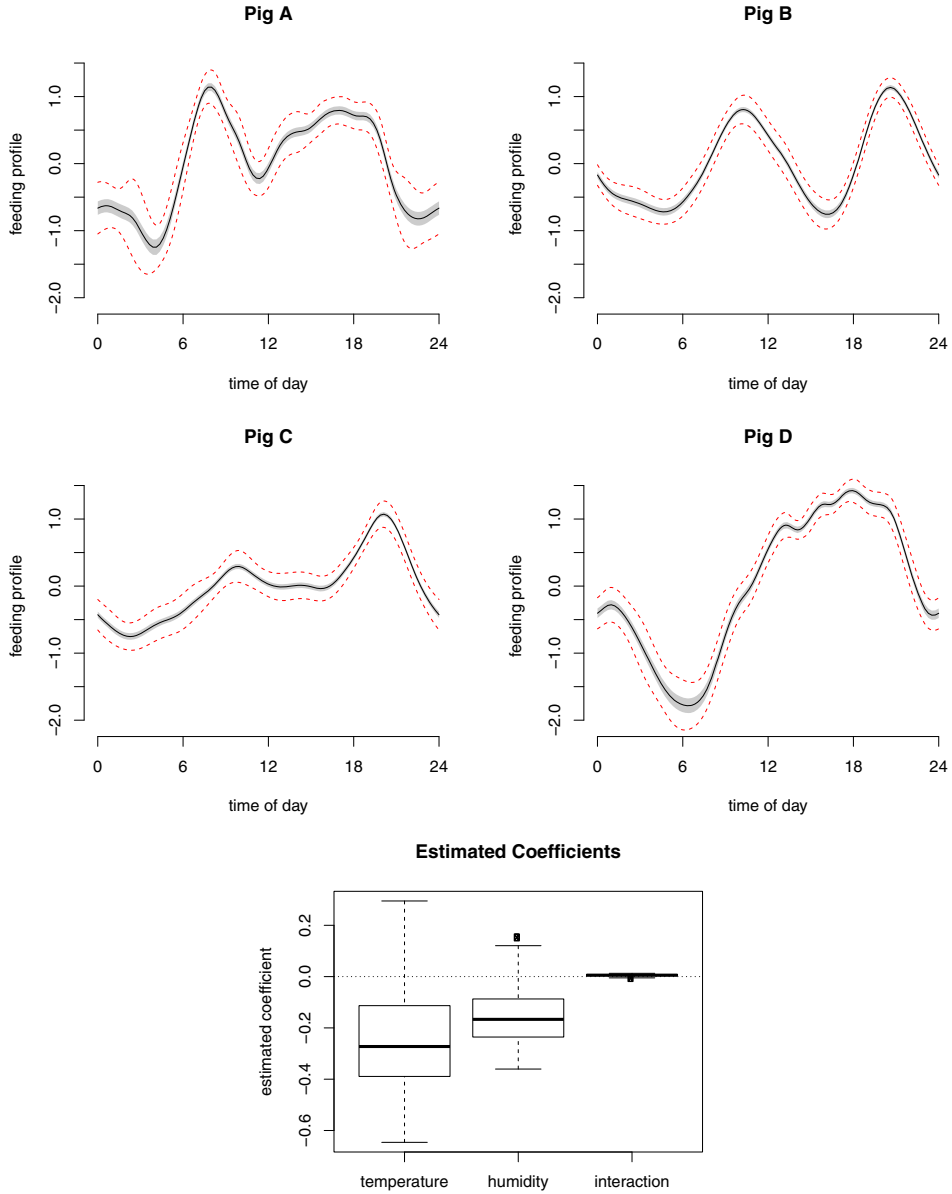 Pig A
feeding profile
1.0
0.0
−1.0
−2.0
0 6 12 18 24
time of day
Pig B
feeding profile
1.0
0.0
−1.0
−2.0
0 6 12 18 24
time of day
Pig C
feeding profile
1.0
0.0
−1.0
−2.0
0 6 12 18 24
time of day
Pig D
feeding profile
1.0
0.0
−1.0
−2.0
0 6 12 18 24
time of day
Estimated Coefficients
estimated coefficient
0.2
0.0
−0.2
−0.4
−0.6
temperature humidity interaction